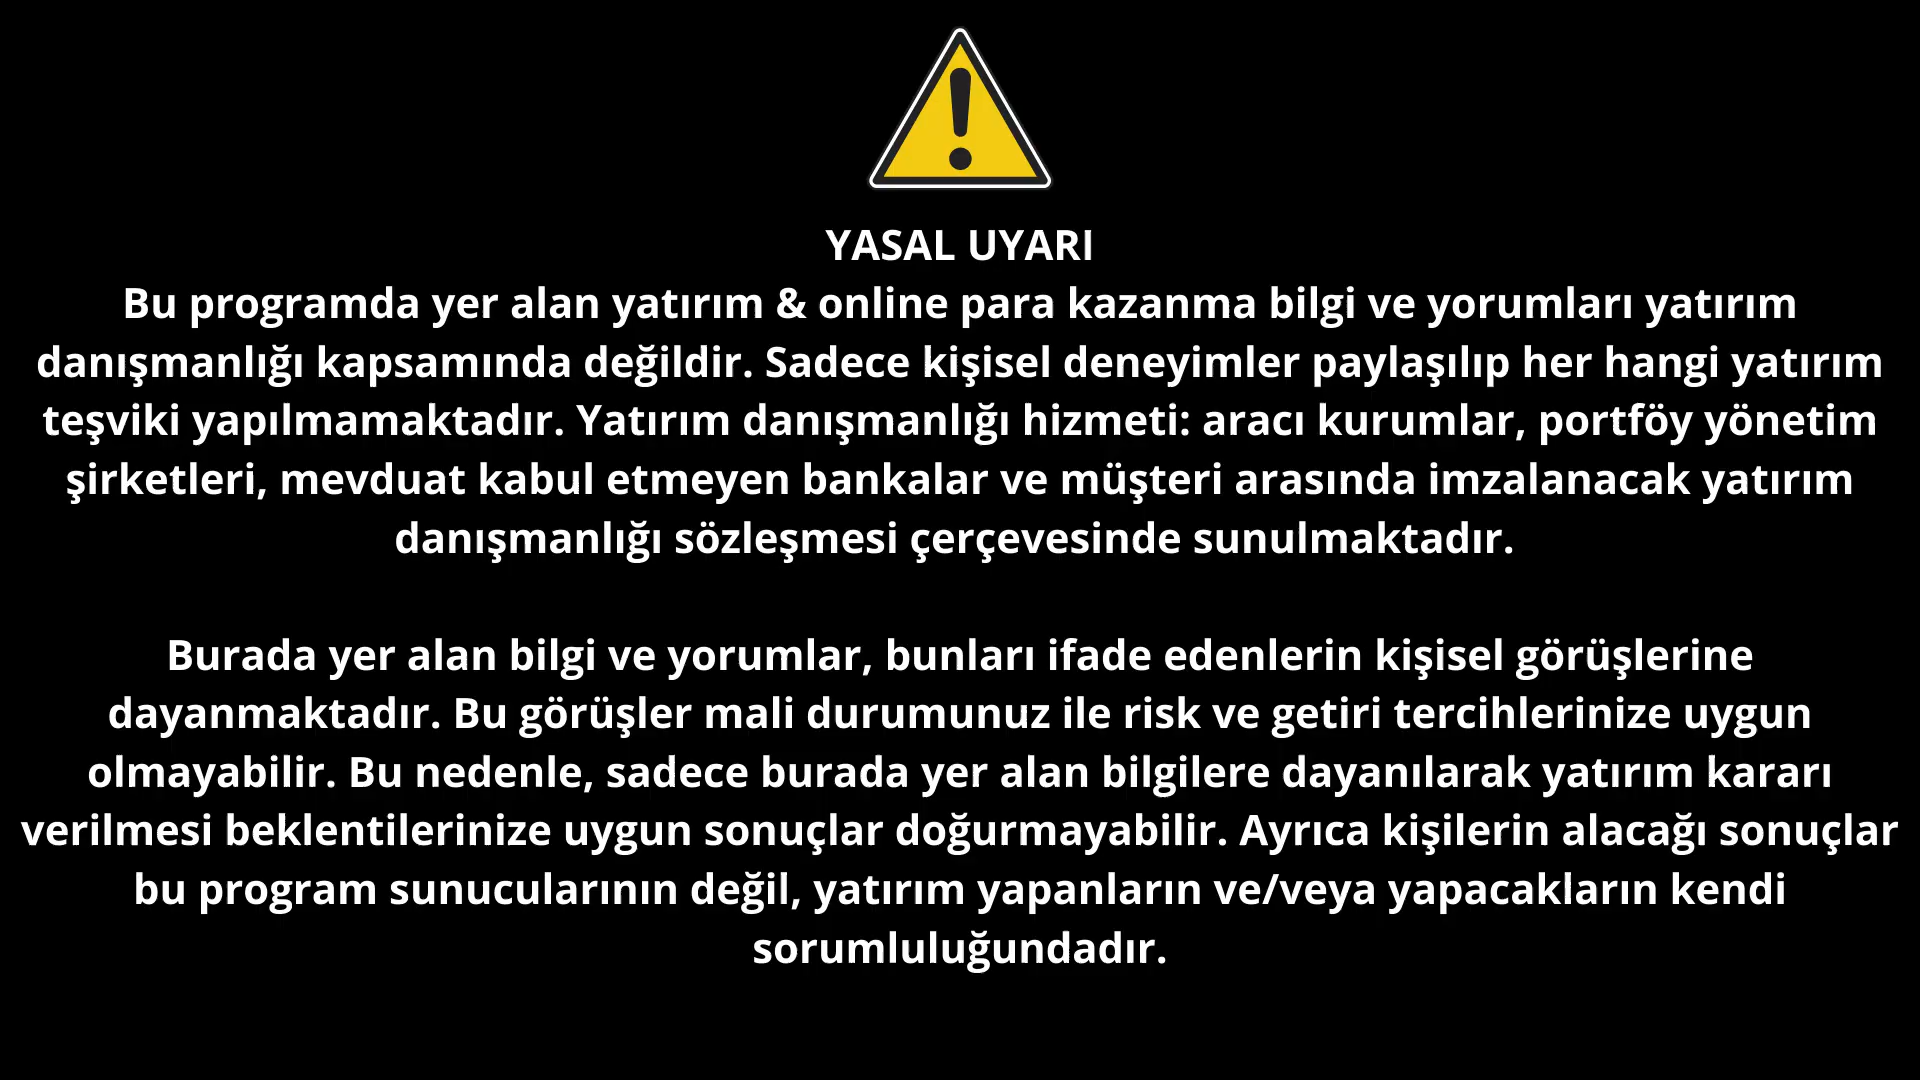 YASAL UYARI
Bu programda yer alan yatırım & online para kazanma bilgi ve yorumları yatırım
danışmanlığı kapsamında değildir. Sadece kişisel deneyimler paylaşılıp her hangi yatırım
teşviki yapılmamaktadır. Yatırım danışmanlığı hizmeti: aracı kurumlar, portföy yönetim
şirketleri, mevduat kabul etmeyen bankalar ve müşteri arasında imzalanacak yatırım
danışmanlığı sözleşmesi çerçevesinde sunulmaktadır.
Burada yer alan bilgi ve yorumlar, bunları ifade edenlerin kişisel görüşlerine
dayanmaktadır. Bu görüşler mali durumunuz ile risk ve getiri tercihlerinize uygun
olmayabilir. Bu nedenle, sadece burada yer alan bilgilere dayanılarak yatırım kararı
verilmesi beklentilerinize uygun sonuçlar doğurmayabilir. Ayrıca kişilerin alacağı sonuçlar
bu program sunucularının değil, yatırım yapanların ve/veya yapacakların kendi
sorumluluğundadır.